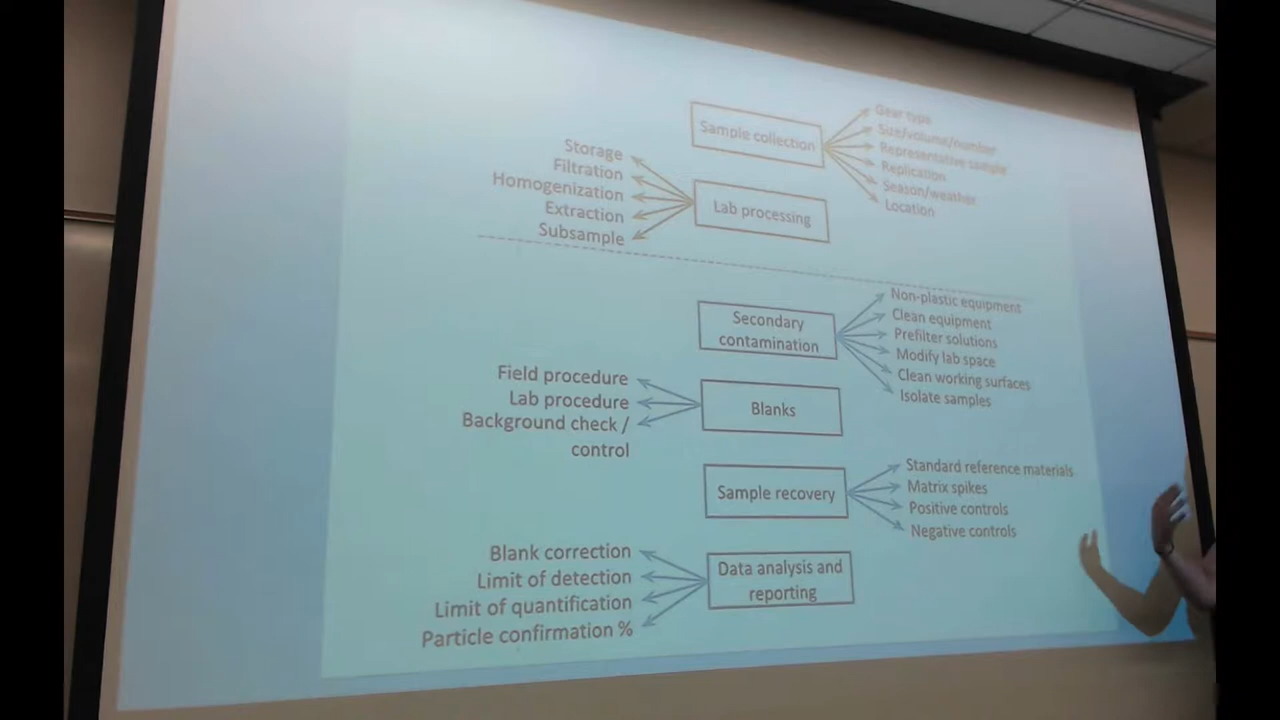 Sample collection
Gear type
Size/volume/number
Representative sample
Replication
Season/weather
Location
Storage
Filtration
Homogenization
Extraction
Subsample
Lab processing
Secondary
contamination
Non-plastic equipment
Clean equipment
Prefilter solutions
Modify lab space
Clean working surfaces
Isolate samples
Field procedure
Lab procedure
Background check /
control
Blanks
Sample recovery
Standard reference materials
Matrix spikes
Positive controls
Negative controls
Blank correction
Limit of detection
Limit of quantification
Particle confirmation %
Data analysis and
reporting